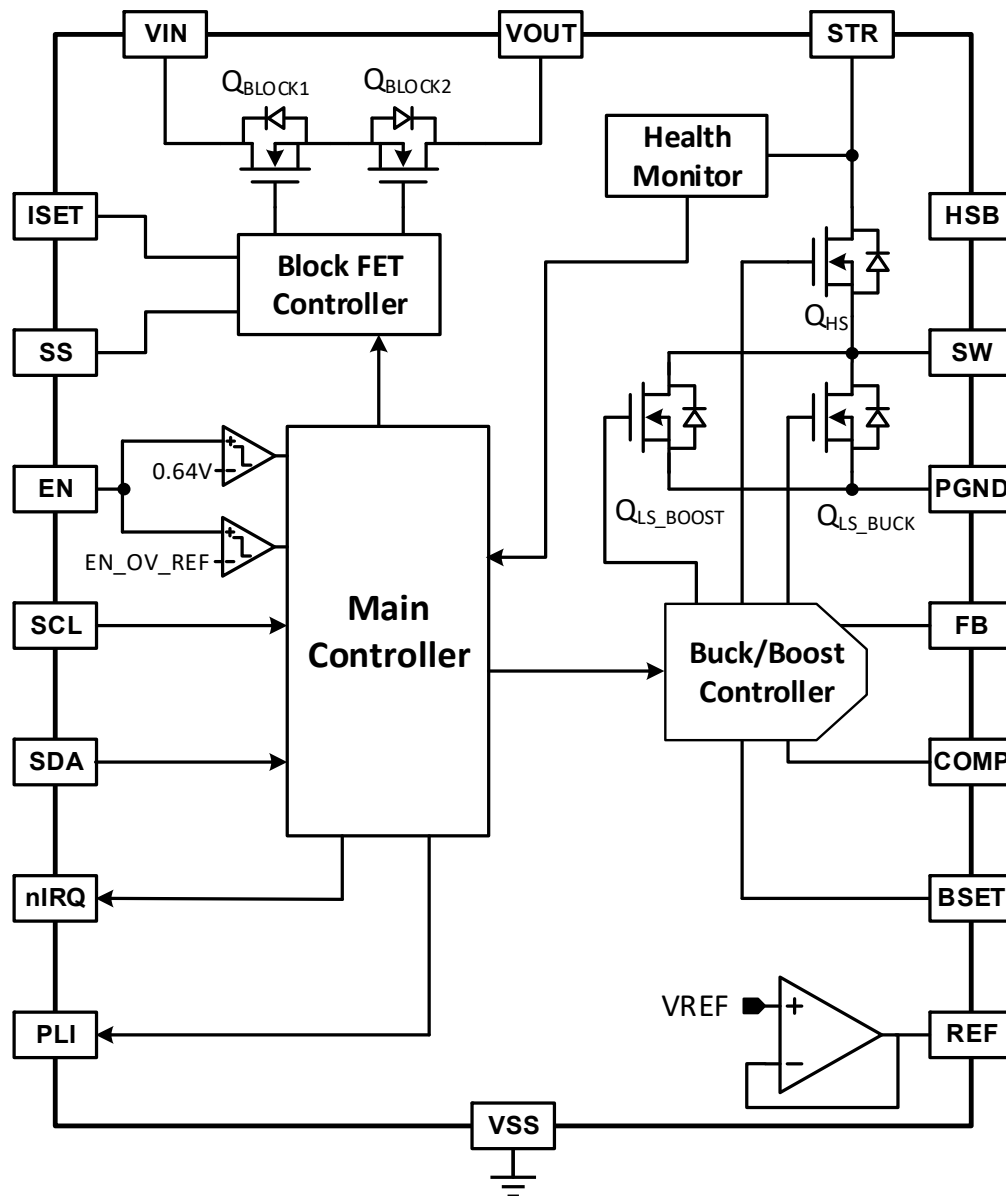 VIN
VOUT
STR
QBLOCK1
QBLOCK2
Health
Monitor
ISET
HSB
Block FET
Controller
QHS
SS
SW
0.64V
EN
PGND
QLS_BOOST
QLS_BUCK
EN_OV_REF
SCL
FB
Main
Controller
Buck/Boost
Controller
SDA
COMP
nIRQ
BSET
VREF
+
−
PLI
REF
VSS